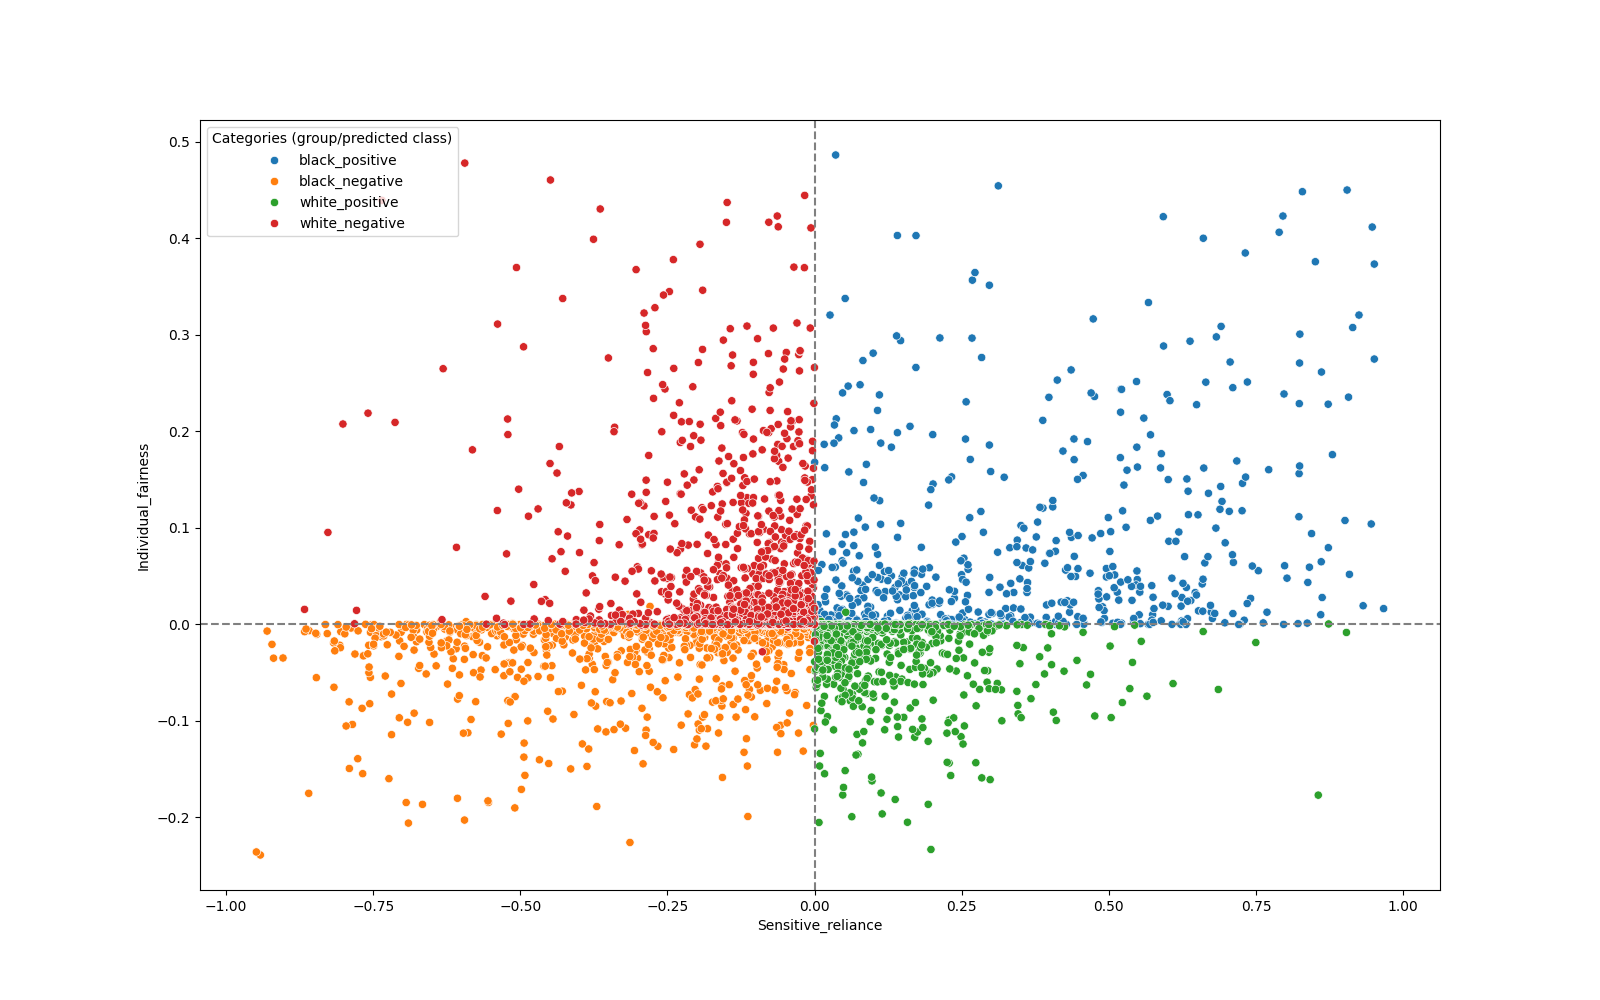 Categories (group/predicted class)
black_positive
black_negative
white_positive
white_negative
0.5
0.4
0.3
0.2
0.1
0.0
−0.1
−0.2
Individual_fairness
−1.00
−0.75
−0.50
−0.25
0.00
0.25
0.50
0.75
1.00
Sensitive_reliance